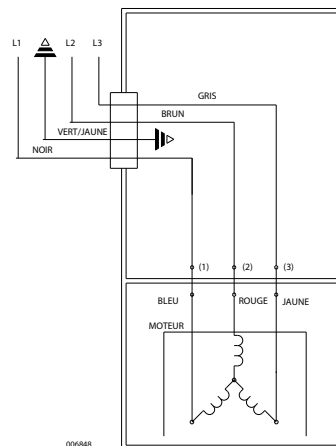 L1 L2 L3
GRIS
BRUN
VERT/JAUNE
NOIR
(1) (2) (3)
BLEU ROUGE JAUNE
MOTEUR
006848